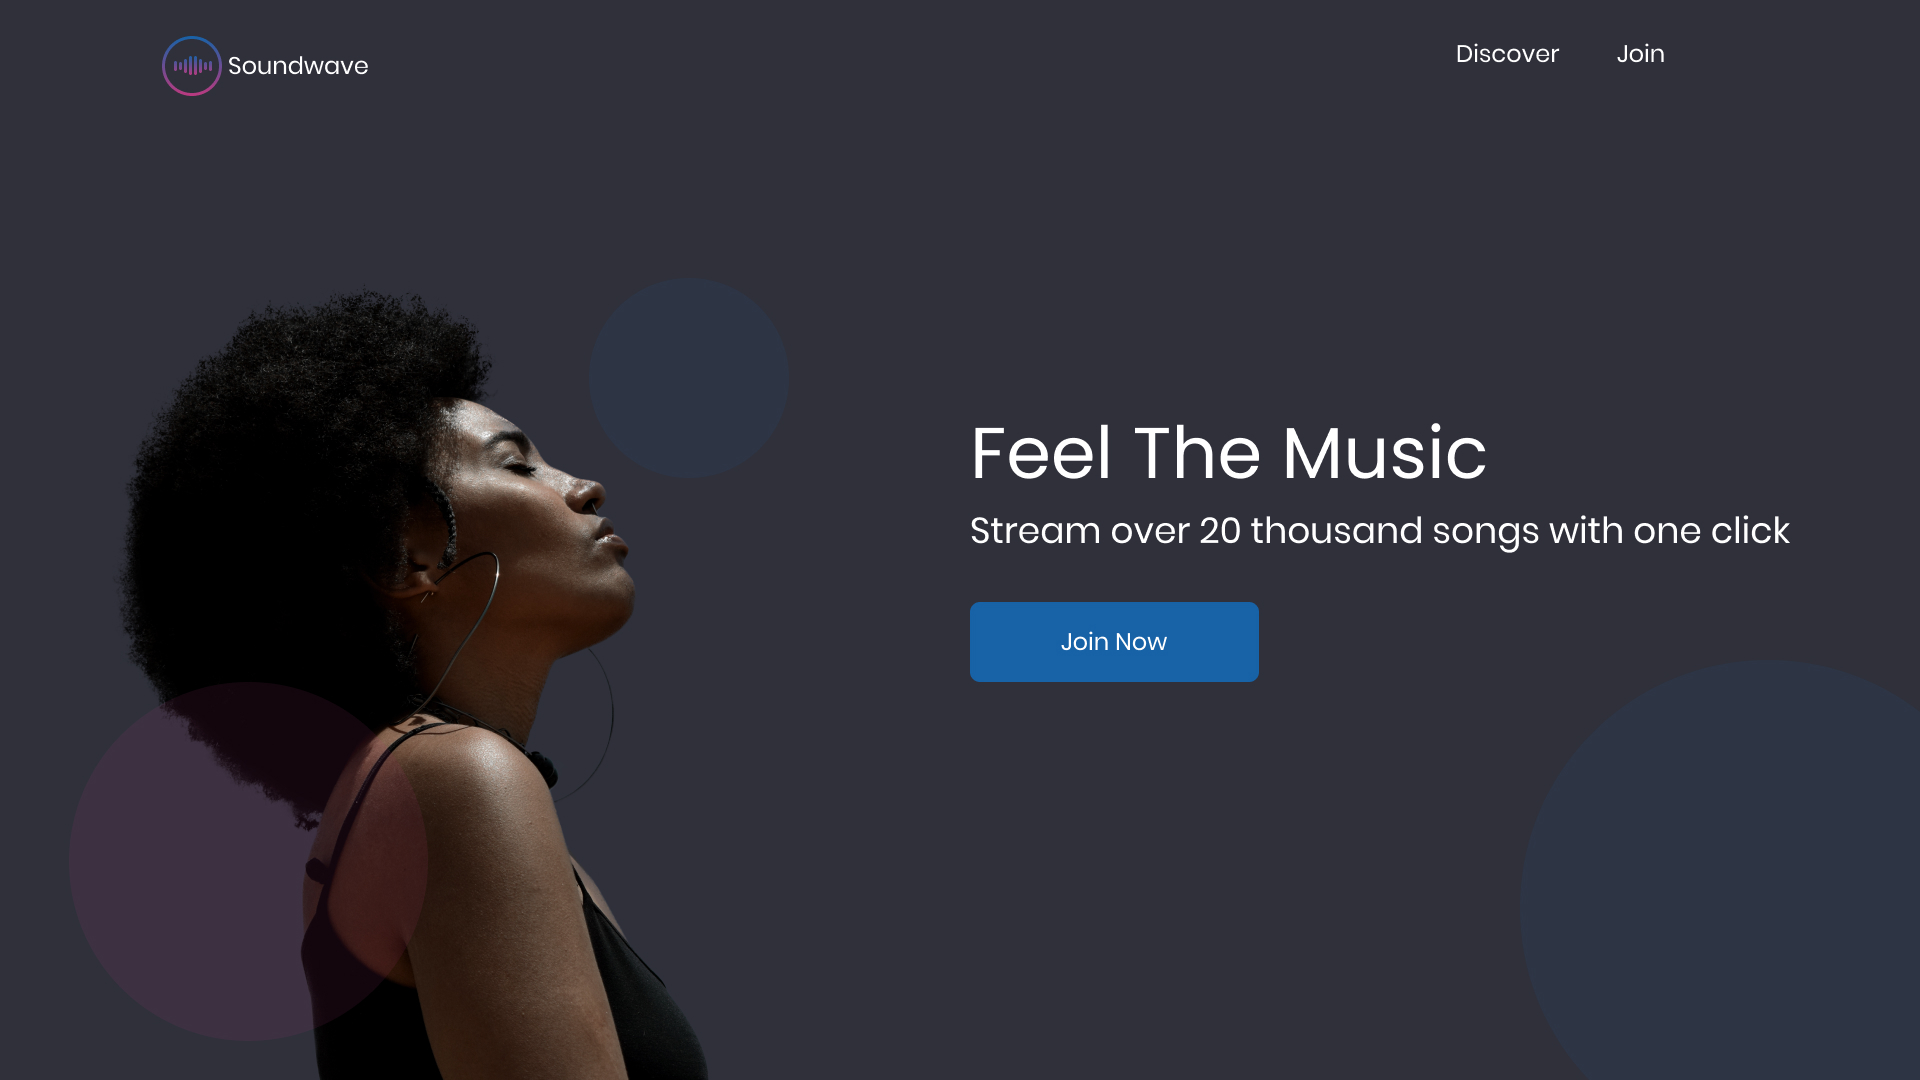 Soundwave
Discover
Join
Feel The Music
Stream over 20 thousand songs with one click
Join Now